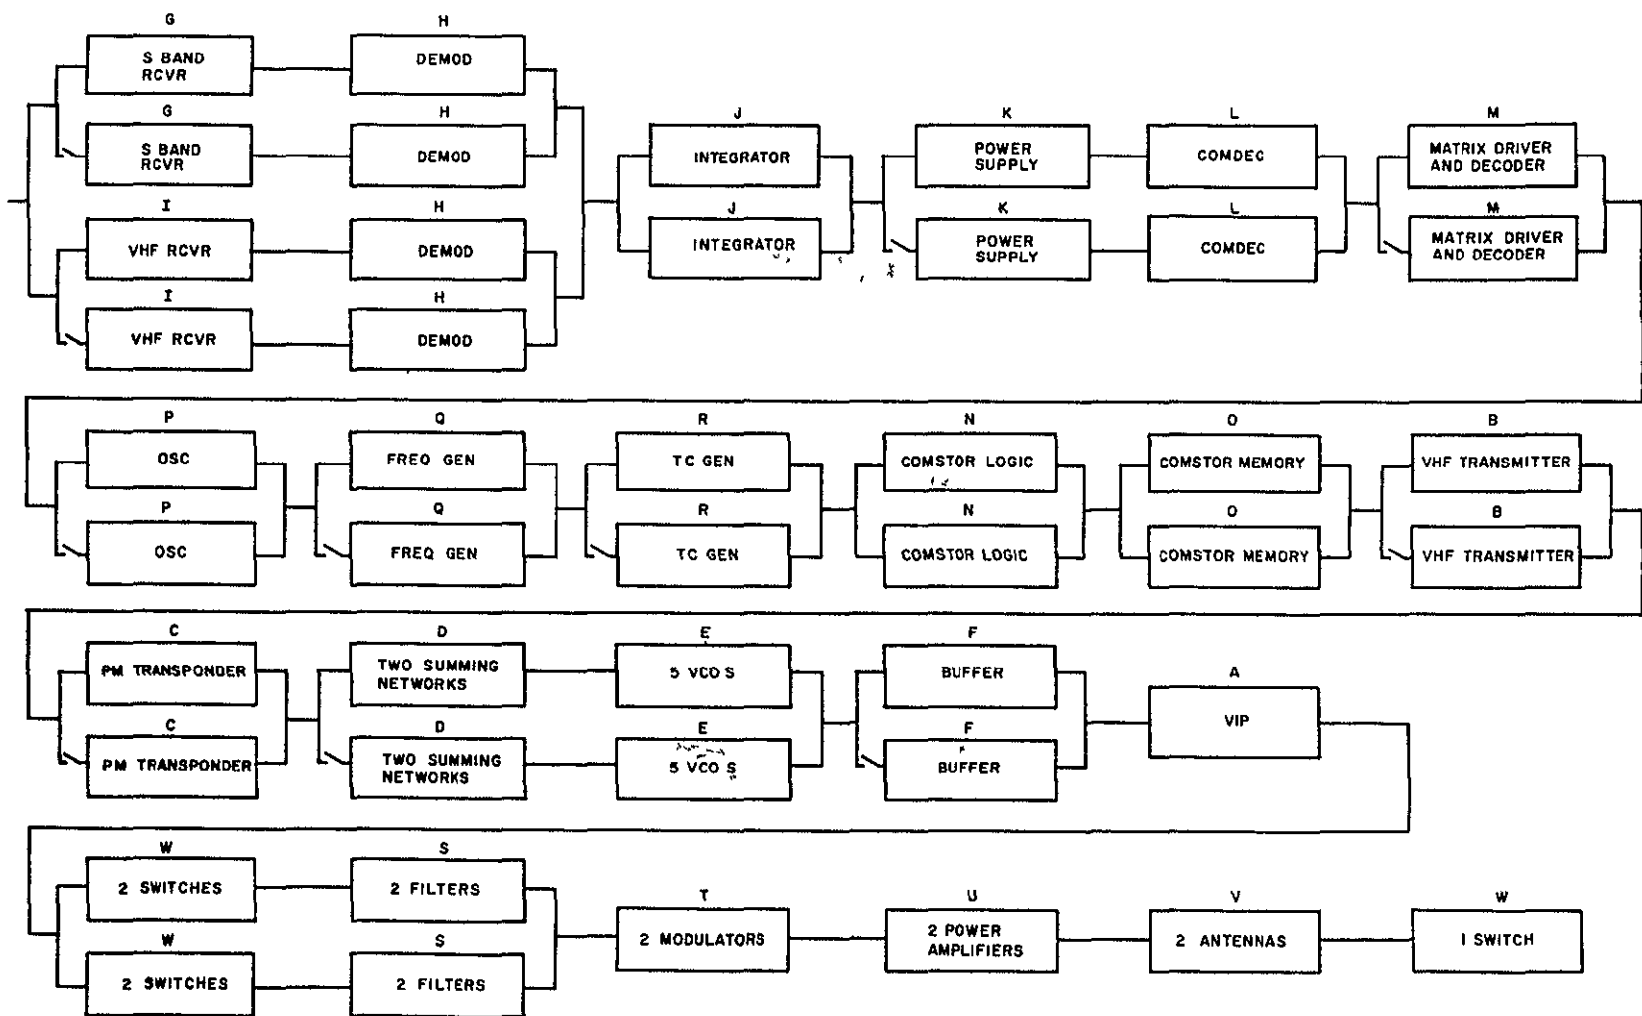 G
H
S BAND
RCVR
DEMOD
G
H
S BAND
RCVR
DEMOD
I
H
VHF RCVR
DEMOD
I
H
VHF RCVR
DEMOD
J
INTEGRATOR
J
INTEGRATOR
K
POWER
SUPPLY
K
POWER
SUPPLY
L
COMDEC
L
COMDEC
M
MATRIX DRIVER
AND DECODER
M
MATRIX DRIVER
AND DECODER
P
OSC
P
OSC
Q
FREQ GEN
Q
FREQ GEN
R
TC GEN
R
TC GEN
N
COMSTOR LOGIC
N
COMSTOR LOGIC
O
COMSTOR MEMORY
O
COMSTOR MEMORY
B
VHF TRANSMITTER
B
VHF TRANSMITTER
C
PM TRANSPONDER
C
PM TRANSPONDER
D
TWO SUMMING
NETWORKS
D
TWO SUMMING
NETWORKS
E
5 VCO S
E
5 VCO S
F
BUFFER
F
BUFFER
A
VIP
W
2 SWITCHES
W
2 SWITCHES
S
2 FILTERS
S
2 FILTERS
T
2 MODULATORS
U
2 POWER
AMPLIFIERS
V
2 ANTENNAS
W
1 SWITCH